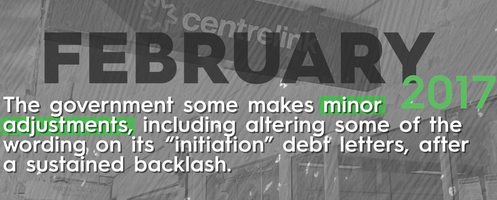 centrelink
FEBRUARY
2017
The government some makes minor
adjustments, including altering some of the
wording on its “initiation” debt letters, after
a sustained backlash.